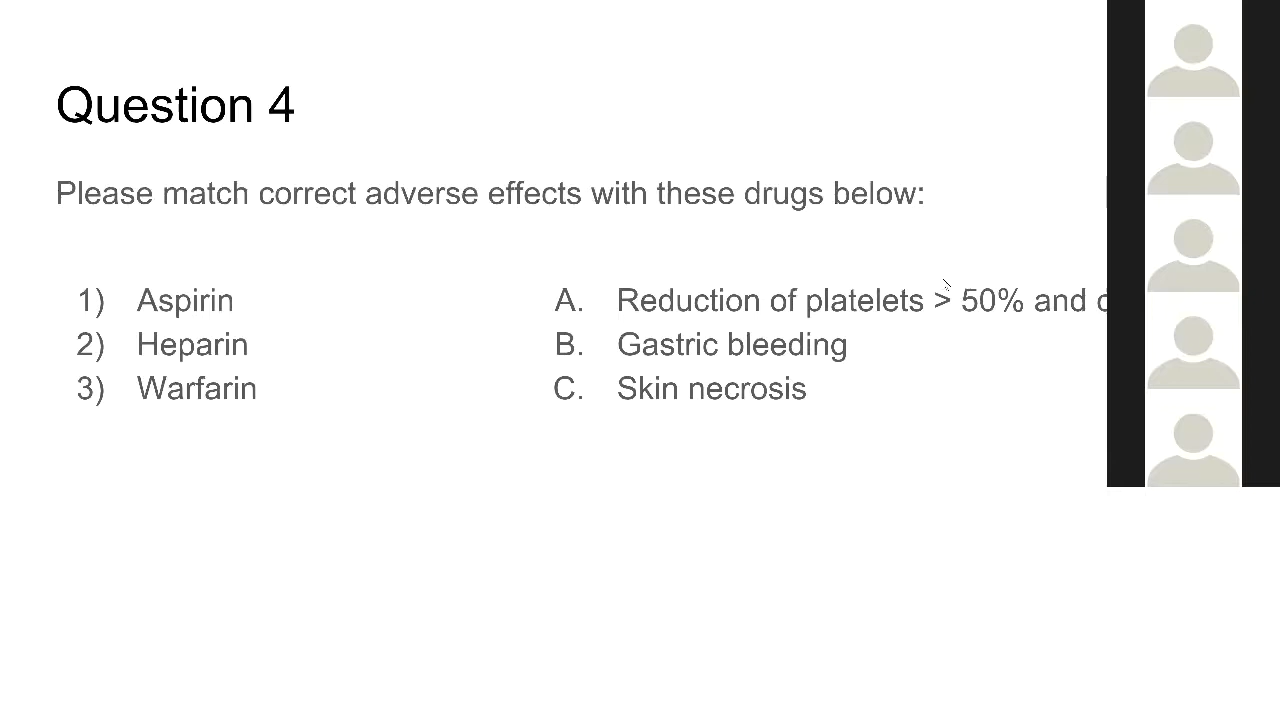 Question 4
Please match correct adverse effects with these drugs below:
1) Aspirin
2) Heparin
3) Warfarin
A. Reduction of platelets > 50% and
B. Gastric bleeding
C. Skin necrosis